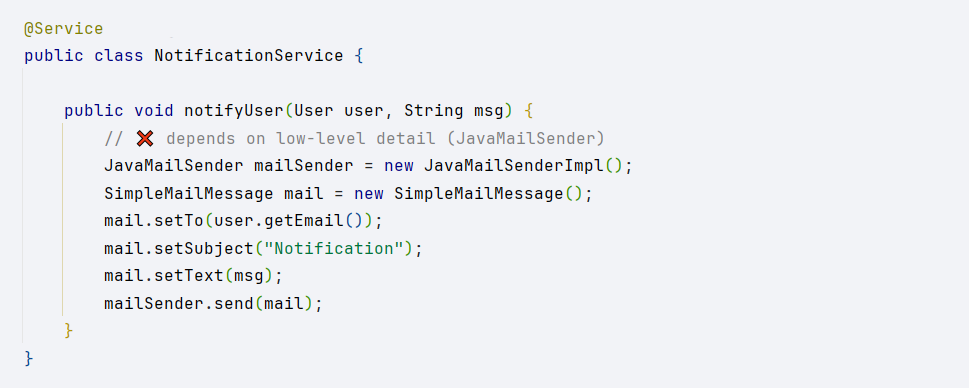 @Service
public class NotificationService {
    public void notifyUser(User user, String msg) {
        // ❌ depends on low-level detail (JavaMailSender)
        JavaMailSender mailSender = new JavaMailSenderImpl();
        SimpleMailMessage mail = new SimpleMailMessage();
        mail.setTo(user.getEmail());
        mail.setSubject("Notification");
        mail.setText(msg);
        mailSender.send(mail);
    }
}